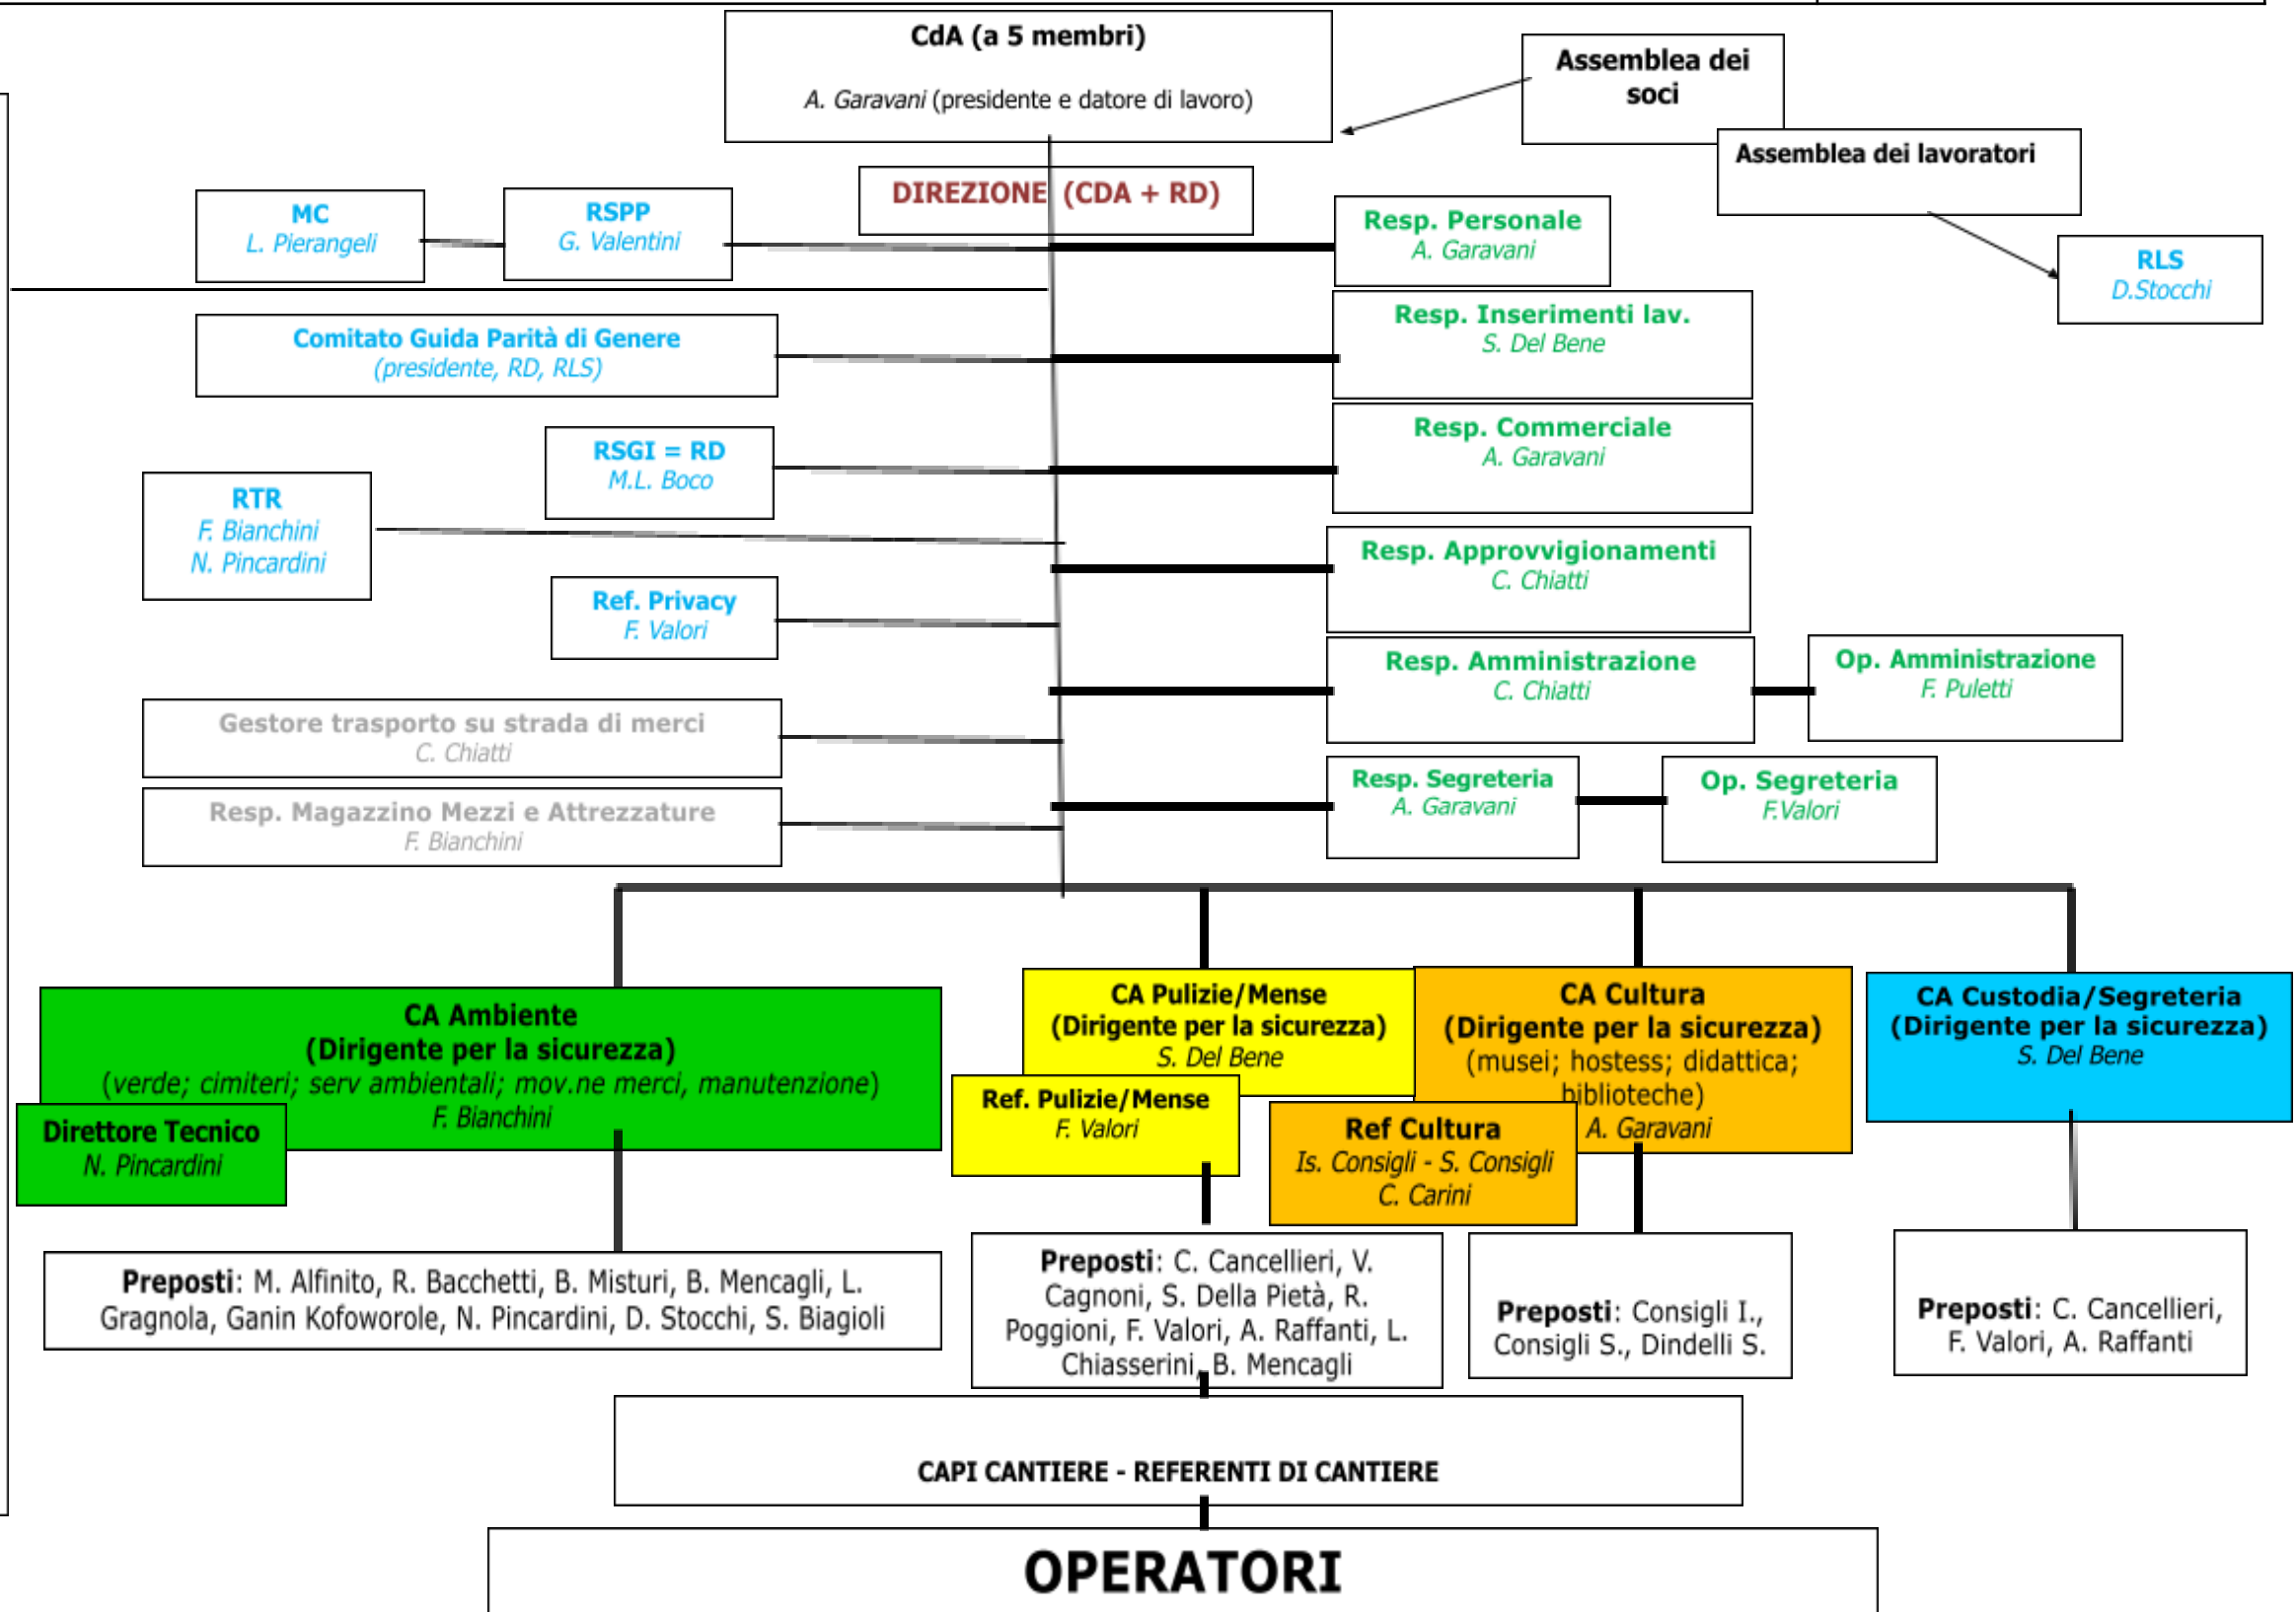 CdA (a 5 membri)
A. Garavani (presidente e datore di lavoro)
Assemblea dei
soci
Assemblea dei lavoratori
DIREZIONE (CDA + RD)
MC
L. Pierangeli
RSPP
G. Valentini
Resp. Personale
A. Garavani
RLS
D.Stocchi
Comitato Guida Parità di Genere
(presidente, RD, RLS)
Resp. Inserimenti lav.
S. Del Bene
RSGI = RD
M.L. Boco
Resp. Commerciale
A. Garavani
RTR
F. Bianchini
N. Pincardini
Resp. Approvvigionamenti
C. Chiatti
Ref. Privacy
F. Valori
Resp. Amministrazione
C. Chiatti
Op. Amministrazione
F. Puletti
Gestore trasporto su strada di merci
C. Chiatti
Resp. Segreteria
A. Garavani
Op. Segreteria
F.Valori
Resp. Magazzino Mezzi e Attrezzature
F. Bianchini
CA Ambiente
(Dirigente per la sicurezza)
(verde; cimiteri; serv ambientali; mov.ne merci, manutenzione)
F. Bianchini
Direttore Tecnico
N. Pincardini
CA Pulizie/Mense
(Dirigente per la sicurezza)
S. Del Bene
Ref. Pulizie/Mense
F. Valori
CA Cultura
(Dirigente per la sicurezza)
(musei; hostess; didattica;
biblioteche)
A. Garavani
Ref Cultura
Is. Consigli - S. Consigli
C. Carini
CA Custodia/Segreteria
(Dirigente per la sicurezza)
S. Del Bene
Preposti: M. Alfinito, R. Bacchetti, B. Misturi, B. Mencagli, L.
Gragnola, Ganin Kofoworole, N. Pincardini, D. Stocchi, S. Biagioli
Preposti: C. Cancellieri, V.
Cagnoni, S. Della Pietà, R.
Poggioni, F. Valori, A. Raffanti, L.
Chiasserini, B. Mencagli
Preposti: Consigli I.,
Consigli S., Dindelli S.
Preposti: C. Cancellieri,
F. Valori, A. Raffanti
CAPI CANTIERE - REFERENTI DI CANTIERE
OPERATORI